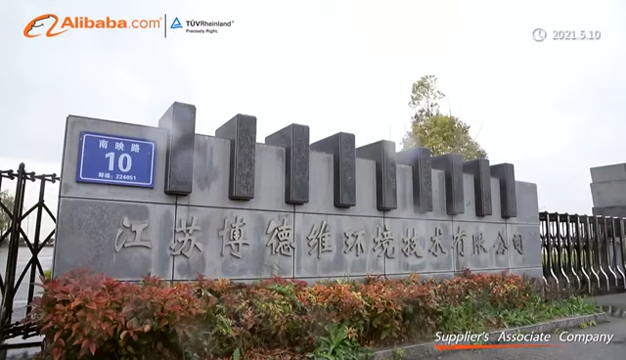 Alibaba.com
TÜVRheinland®
Precisely Right.
2021.5.10
南映路
10
邮编：224051
江苏博德维环境技术有限公司
Supplier's Associate Company